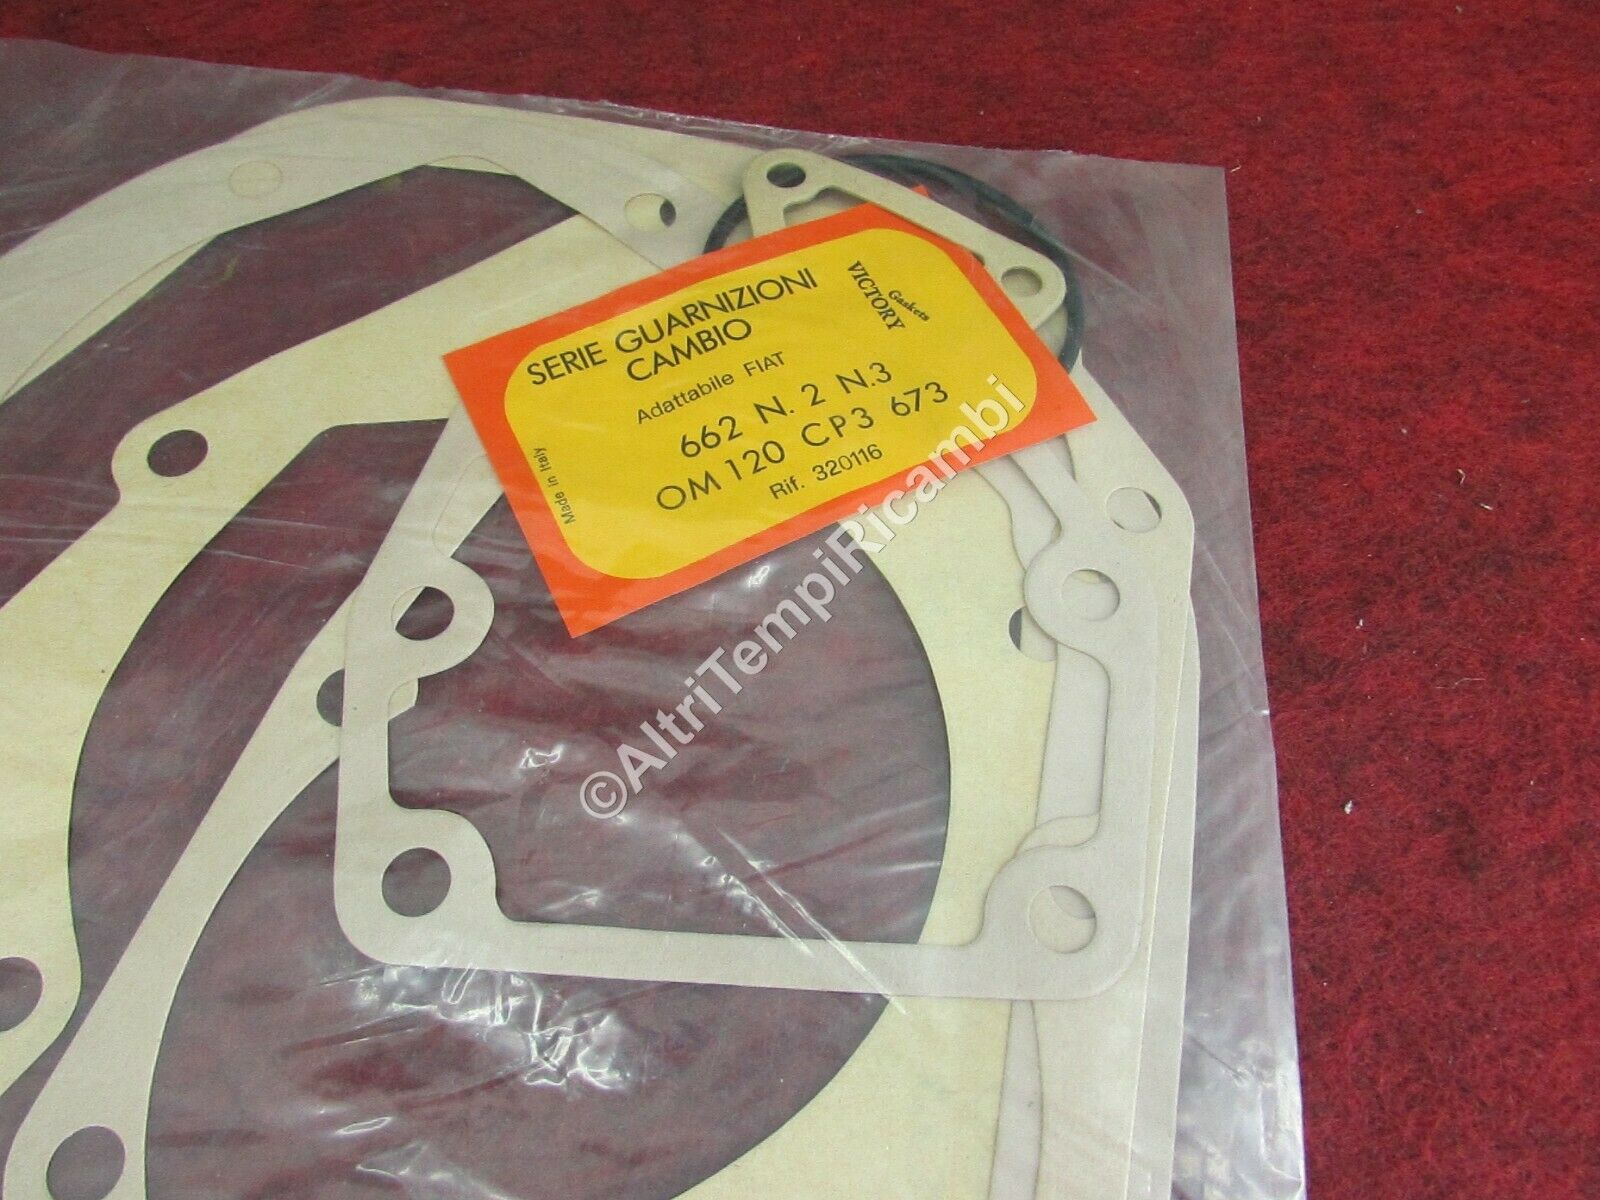 SERIE GUARNIZIONI
CAMBIO
Adattabile FIAT
662 N. 2 N.3
OM 120 CP3 673
Rif. 320116
Made in Italy
VICTORY
Gaskets
©AltriTempiRicambi